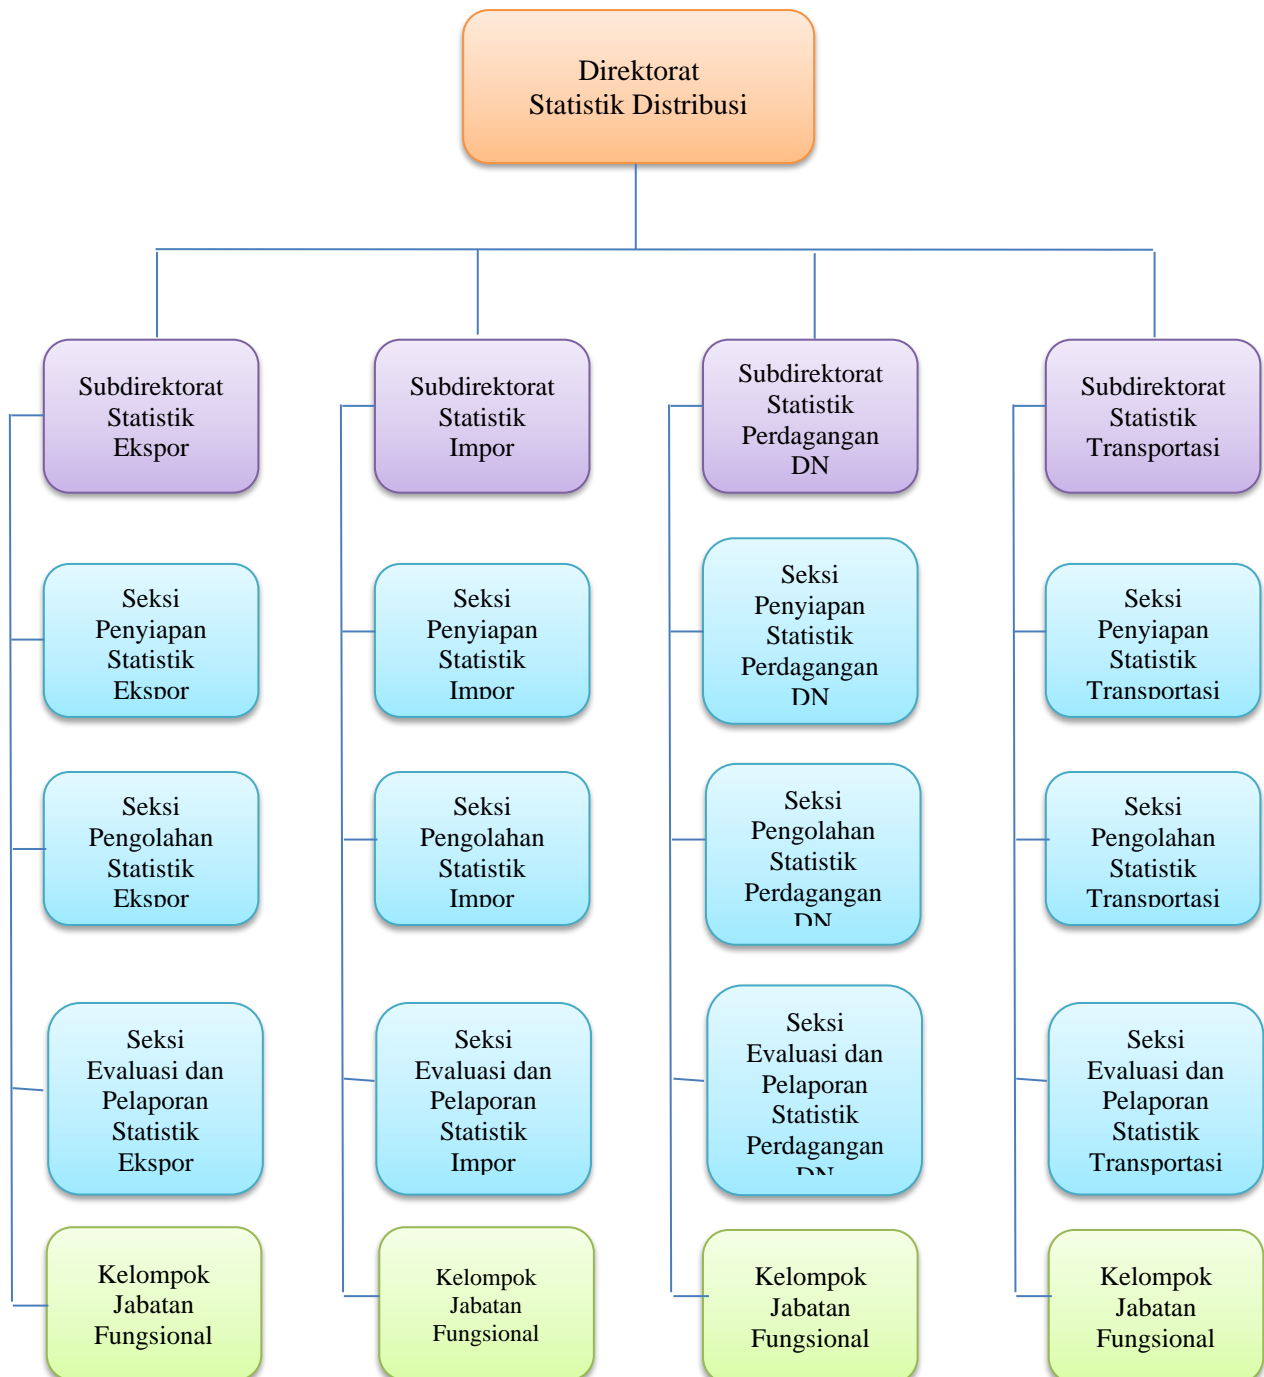 Direktorat
Statistik Distribusi
Subdirektorat
Statistik
Ekspor
Subdirektorat
Statistik
Impor
Subdirektorat
Statistik
Perdagangan
DN
Subdirektorat
Statistik
Transportasi
Seksi
Penyiapan
Statistik
Ekspor
Seksi
Penyiapan
Statistik
Impor
Seksi
Penyiapan
Statistik
Perdagangan
DN
Seksi
Penyiapan
Statistik
Transportasi
Seksi
Pengolahan
Statistik
Ekspor
Seksi
Pengolahan
Statistik
Impor
Seksi
Pengolahan
Statistik
Perdagangan
DN
Seksi
Pengolahan
Statistik
Transportasi
Seksi
Evaluasi dan
Pelaporan
Statistik
Ekspor
Seksi
Evaluasi dan
Pelaporan
Statistik
Impor
Seksi
Evaluasi dan
Pelaporan
Statistik
Perdagangan
DN
Seksi
Evaluasi dan
Pelaporan
Statistik
Transportasi
Kelompok
Jabatan
Fungsional
Kelompok
Jabatan
Fungsional
Kelompok
Jabatan
Fungsional
Kelompok
Jabatan
Fungsional